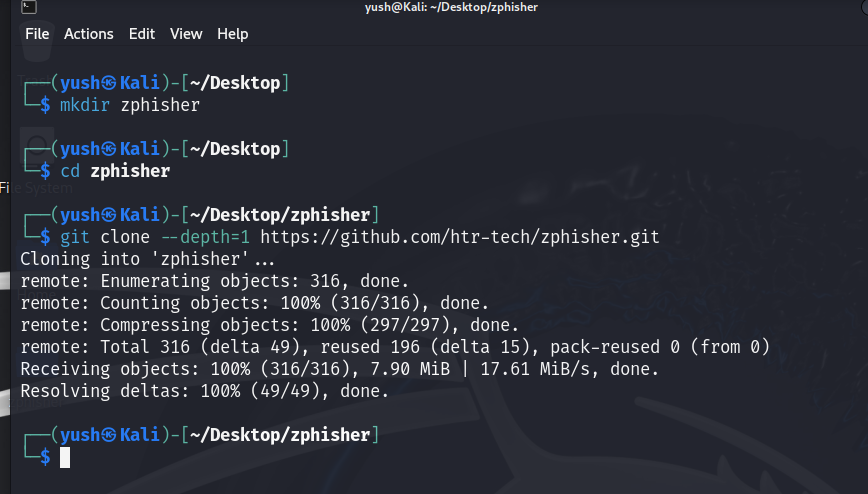 yush@Kali: ~/Desktop/zphisher
File Actions Edit View Help
┌──(yush㉿Kali)-[~/Desktop]
└─$ mkdir zphisher
┌──(yush㉿Kali)-[~/Desktop]
└─$ cd zphisher
File System
┌──(yush㉿Kali)-[~/Desktop/zphisher]
└─$ git clone --depth=1 https://github.com/htr-tech/zphisher.git
Cloning into 'zphisher'...
remote: Enumerating objects: 316, done.
remote: Counting objects: 100% (316/316), done.
remote: Compressing objects: 100% (297/297), done.
remote: Total 316 (delta 49), reused 196 (delta 15), pack-reused 0 (from 0)
Receiving objects: 100% (316/316), 7.90 MiB | 17.61 MiB/s, done.
Resolving deltas: 100% (49/49), done.
┌──(yush㉿Kali)-[~/Desktop/zphisher]
└─$